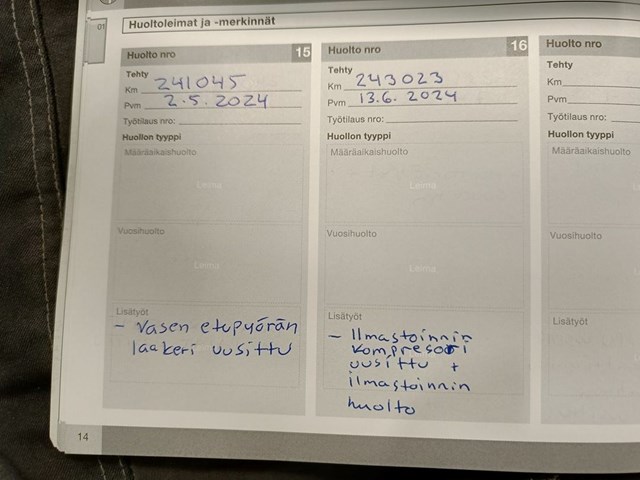 01
Huoltoleimat ja -merkinnät
Huolto nro 15
Tehty
Km 241045
Pvm 2.5.2024
Työtilaus nro:
Huollon tyyppi
Määräaikaishuolto
Leima
Vuosihuolto
Leima
Lisätyöt
- Vasen etupyörän
laakeri uusittu
Huolto nro 16
Tehty
Km 243023
Pvm 13.6.2024
Työtilaus nro:
Huollon tyyppi
Määräaikaishuolto
Leima
Vuosihuolto
Leima
Lisätyöt
- Ilmastoinnin
kompresori
uusittu +
ilmastoinnin
huolto
Huolto nro
Tehty
Km
Pvm
Työtilaus nro:
Huollon tyyppi
Määräaikaishuolto
Vuosihuolto
Lisätyöt
14